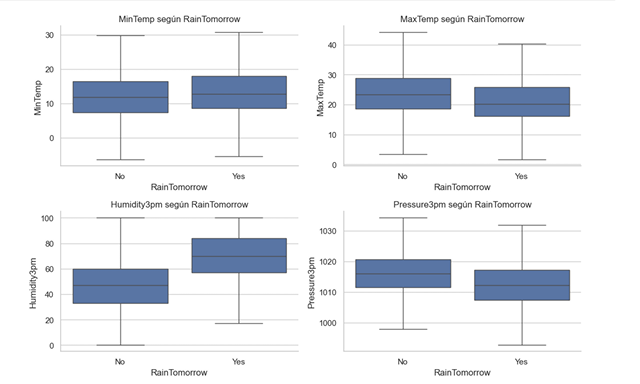 MinTemp según RainTomorrow
30
20
10
0
MinTemp
No
Yes
RainTomorrow
MaxTemp según RainTomorrow
40
30
20
10
0
MaxTemp
No
Yes
RainTomorrow
Humidity3pm según RainTomorrow
100
80
60
40
20
0
Humidity3pm
No
Yes
RainTomorrow
Pressure3pm según RainTomorrow
1030
1020
1010
1000
Pressure3pm
No
Yes
RainTomorrow